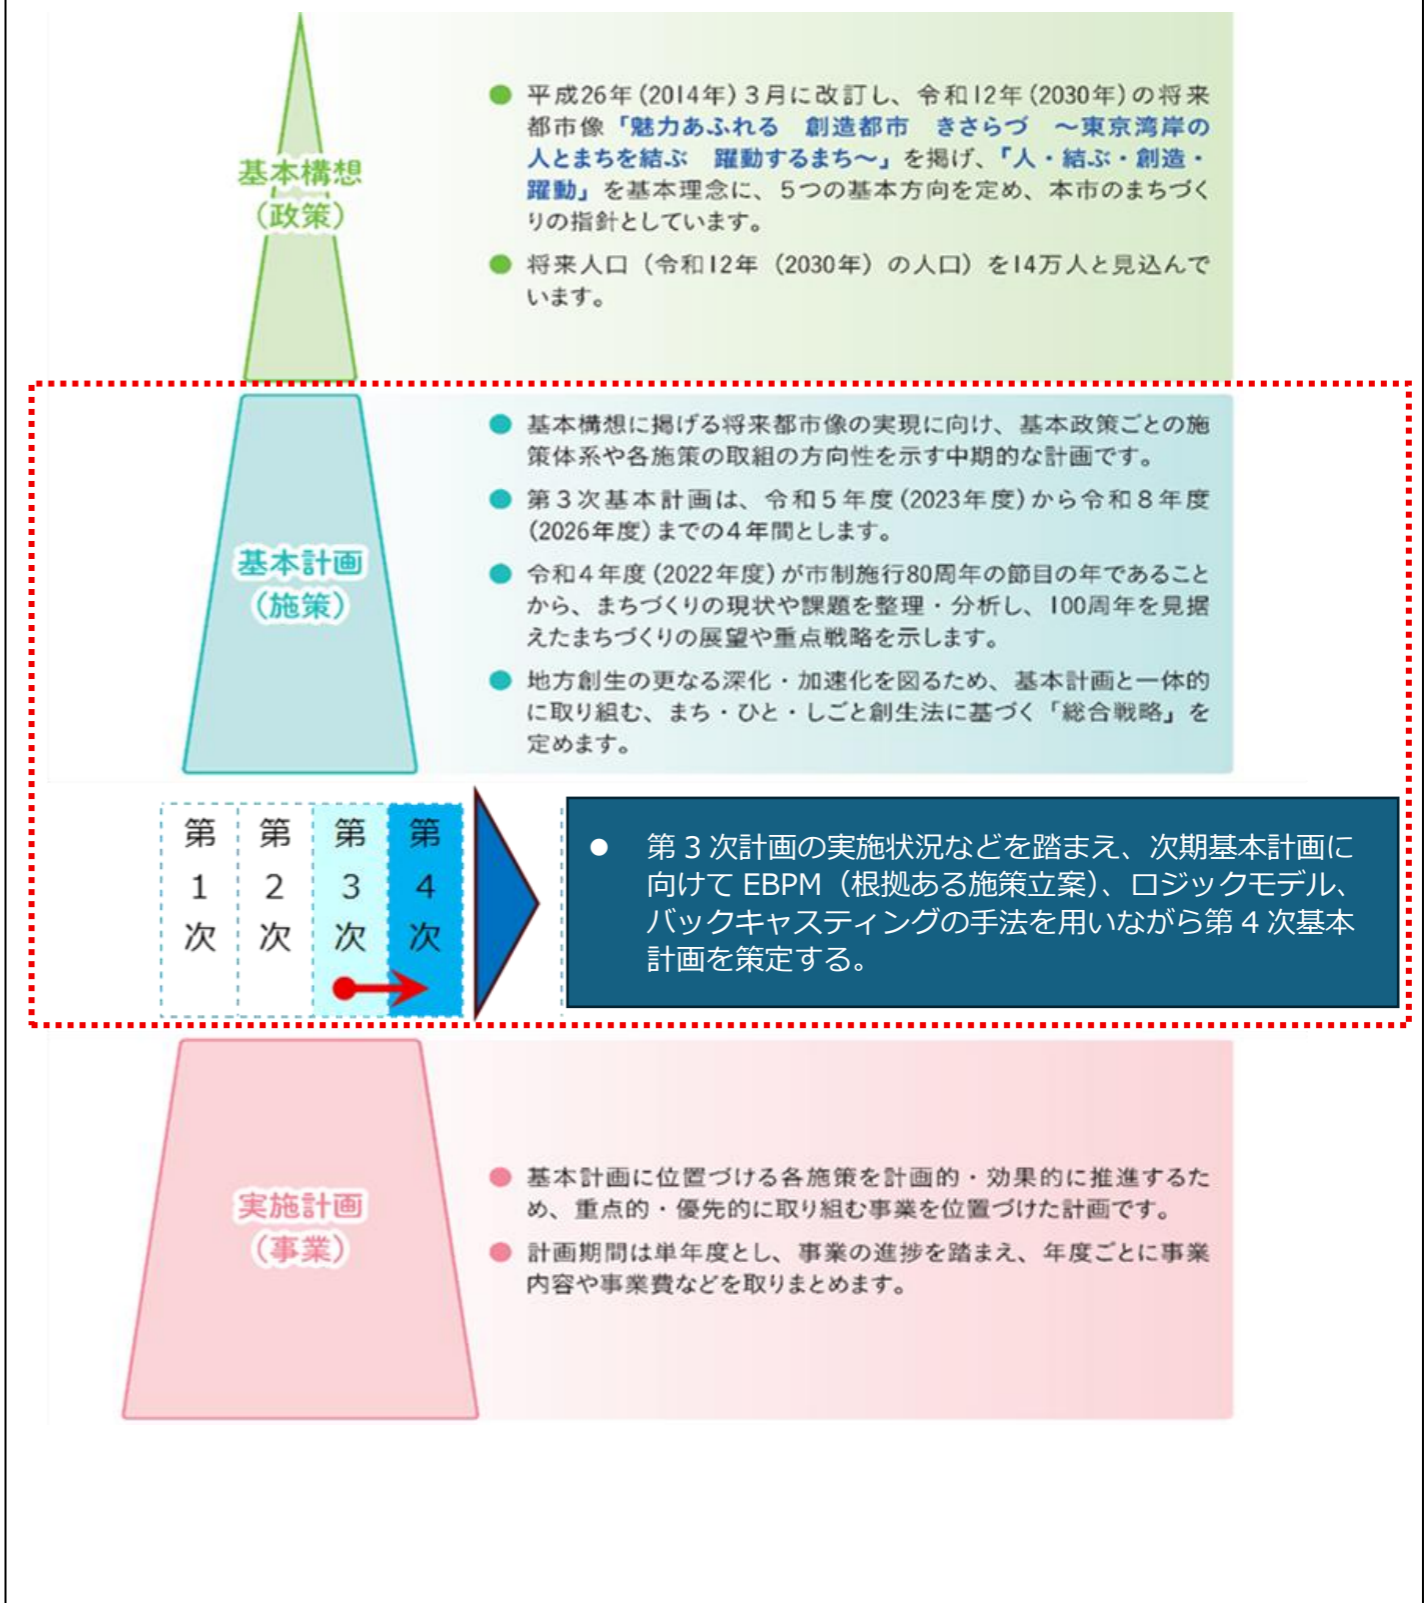 基本構想
（政策）
● 平成26年(2014年)3月に改訂し、令和12年(2030年)の将来
都市像「魅力あふれる　創造都市　きさらづ　～東京湾岸の
人とまちを結ぶ　躍動するまち～」を掲げ、「人・結ぶ・創造・
躍動」を基本理念に、5つの基本方向を定め、本市のまちづく
りの指針としています。
● 将来人口（令和12年（2030年）の人口）を14万人と見込んで
います。
基本計画
（施策）
● 基本構想に掲げる将来都市像の実現に向け、基本政策ごとの施
策体系や各施策の取組の方向性を示す中期的な計画です。
● 第3次基本計画は、令和5年度(2023年度)から令和8年度
(2026年度)までの4年間とします。
● 令和4年度(2022年度)が市制施行80周年の節目の年であること
から、まちづくりの現状や課題を整理・分析し、100周年を見据
えたまちづくりの展望や重点戦略を示します。
● 地方創生の更なる深化・加速化を図るため、基本計画と一体的
に取り組む、まち・ひと・しごと創生法に基づく「総合戦略」を
定めます。
第1次
第2次
第3次
第4次
● 第3次計画の実施状況などを踏まえ、次期基本計画に
向けてEBPM（根拠ある施策立案）、ロジックモデル、
バックキャスティングの手法を用いながら第4次基本
計画を策定する。
実施計画
（事業）
● 基本計画に位置づける各施策を計画的・効果的に推進するた
め、重点的・優先的に取り組む事業を位置づけた計画です。
● 計画期間は単年度とし、事業の進捗を踏まえ、年度ごとに事業
内容や事業費などを取りまとめます。